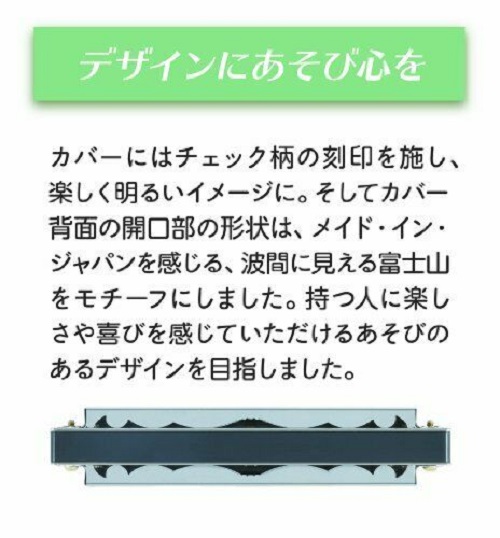 デザインにあそび心を
カバーにはチェック柄の刻印を施し、
楽しく明るいイメージに。そしてカバー
背面の開口部の形状は、メイド・イン・
ジャパンを感じる、波間に見える富士山
をモチーフにしました。持つ人に楽し
さや喜びを感じていただけるあそびの
あるデザインを目指しました。